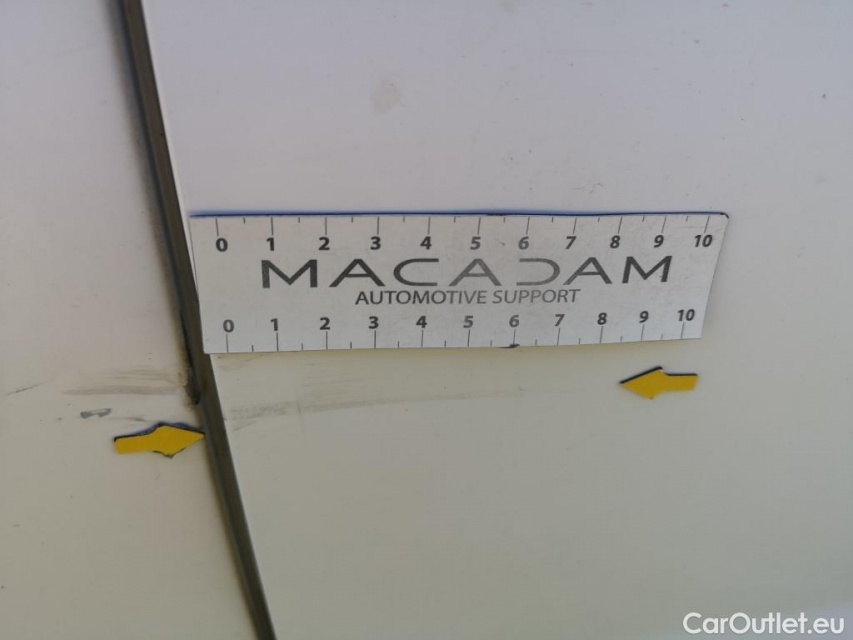 0 1 2 3 4 5 6 7 8 9 10
MACADAM
AUTOMOTIVE SUPPORT
0 1 2 3 4 5 6 7 8 9 10
CarOutlet.eu